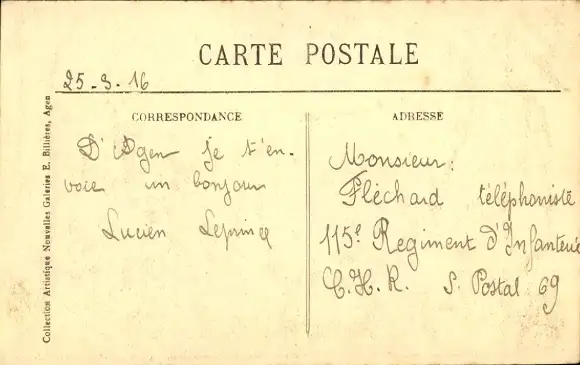 CARTE POSTALE
25-3-16
CORRESPONDANCE
D'Agen je t'en-
voie un bonjour
Lucien Leprince
ADRESSE
Monsieur:
Fléchard téléphoniste
115e Regiment d'Infanterie
C.H.R. S. Postal 69
Collection Artistique Nouvelles Galeries E. Billières, Agen